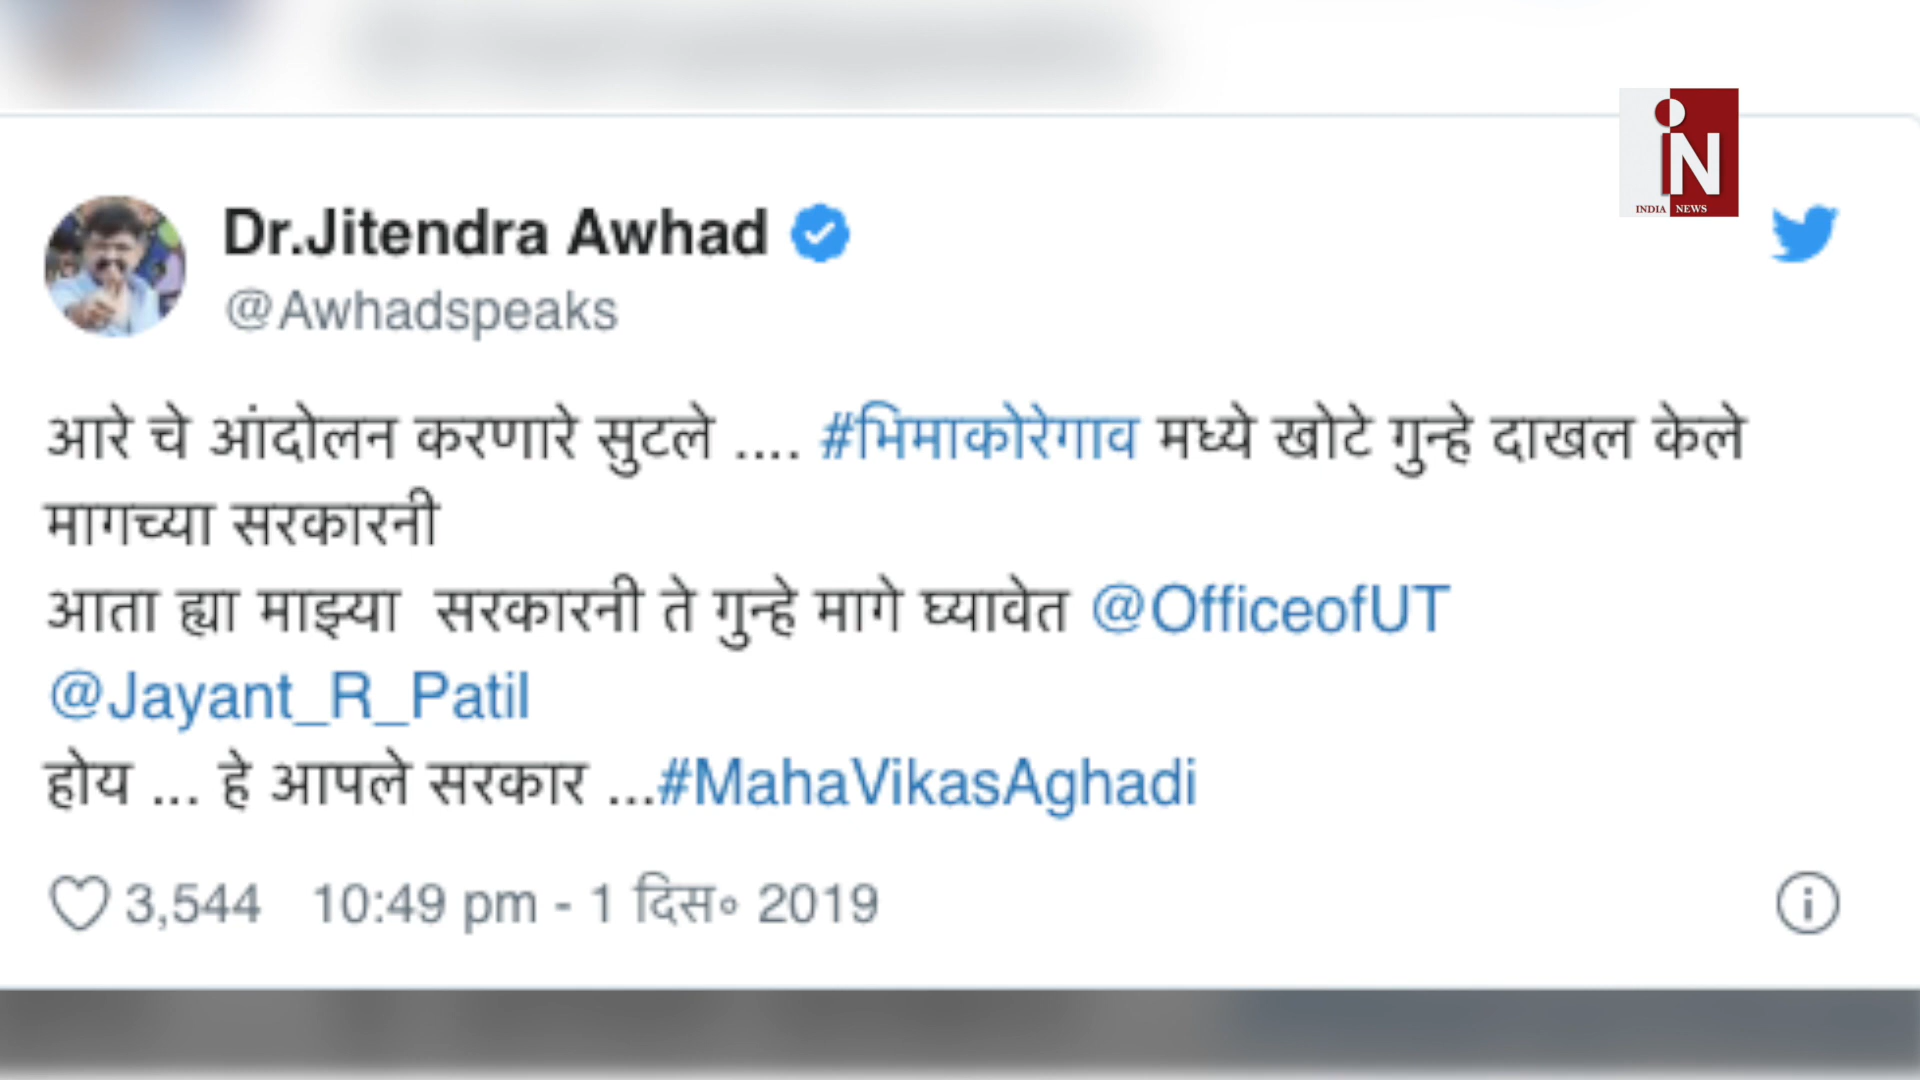 iN
INDIA NEWS
Dr.Jitendra Awhad
@Awhadspeaks
आरे चे आंदोलन करणारे सुटले .... #भिमाकोरेगाव मध्ये खोटे गुन्हे दाखल केले
मागच्या सरकारनी
आता ह्या माझ्या सरकारनी ते गुन्हे मागे घ्यावेत @OfficeofUT
@Jayant_R_Patil
होय ... हे आपले सरकार ...#MahaVikasAghadi
3,544 10:49 pm - 1 दिस॰ 2019